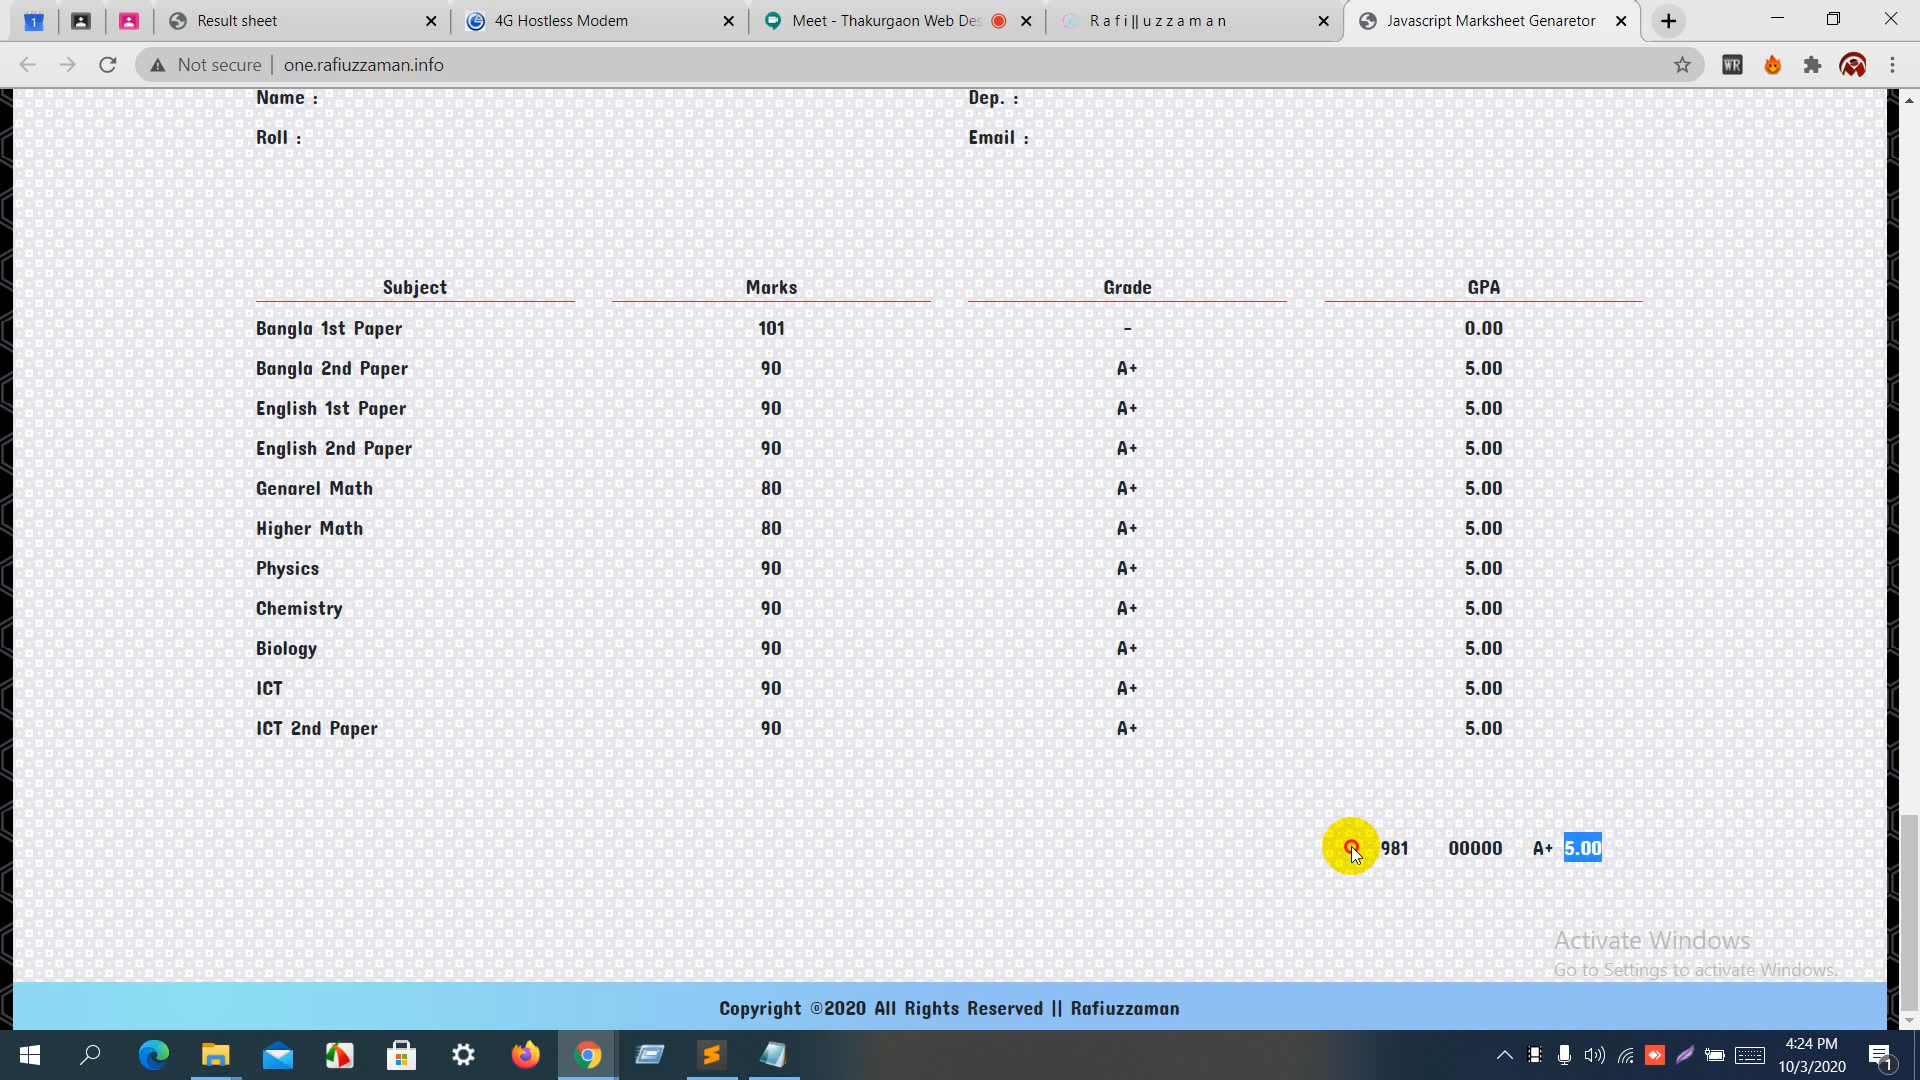 1
Result sheet
4G Hostless Modem
Meet - Thakurgaon Web Des
R a f i || u z z a m a n
Javascript Marksheet Genaretor
Not secure
one.rafiuzzaman.info
WR
Name :
Dep. :
Roll :
Email :
Subject Marks Grade GPA
Bangla 1st Paper 101 - 0.00
Bangla 2nd Paper 90 A+ 5.00
English 1st Paper 90 A+ 5.00
English 2nd Paper 90 A+ 5.00
Genarel Math 80 A+ 5.00
Higher Math 80 A+ 5.00
Physics 90 A+ 5.00
Chemistry 90 A+ 5.00
Biology 90 A+ 5.00
ICT 90 A+ 5.00
ICT 2nd Paper 90 A+ 5.00
981 00000 A+ 5.00
Activate Windows
Go to Settings to activate Windows.
Copyright ©2020 All Rights Reserved || Rafiuzzaman
4:24 PM
10/3/2020
1